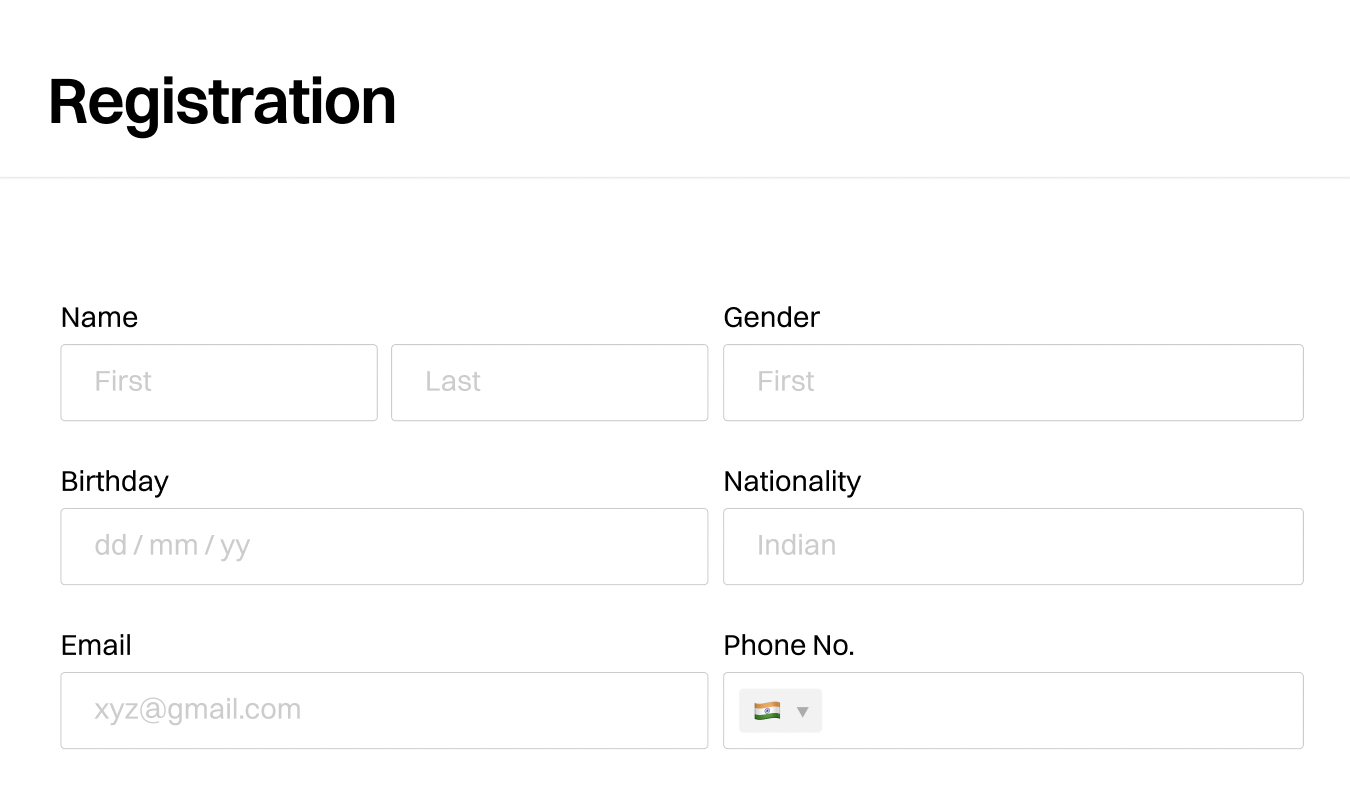 Registration
Name
Gender
First
Last
First
Birthday
Nationality
dd / mm / yy
Indian
Email
Phone No.
xyz@gmail.com